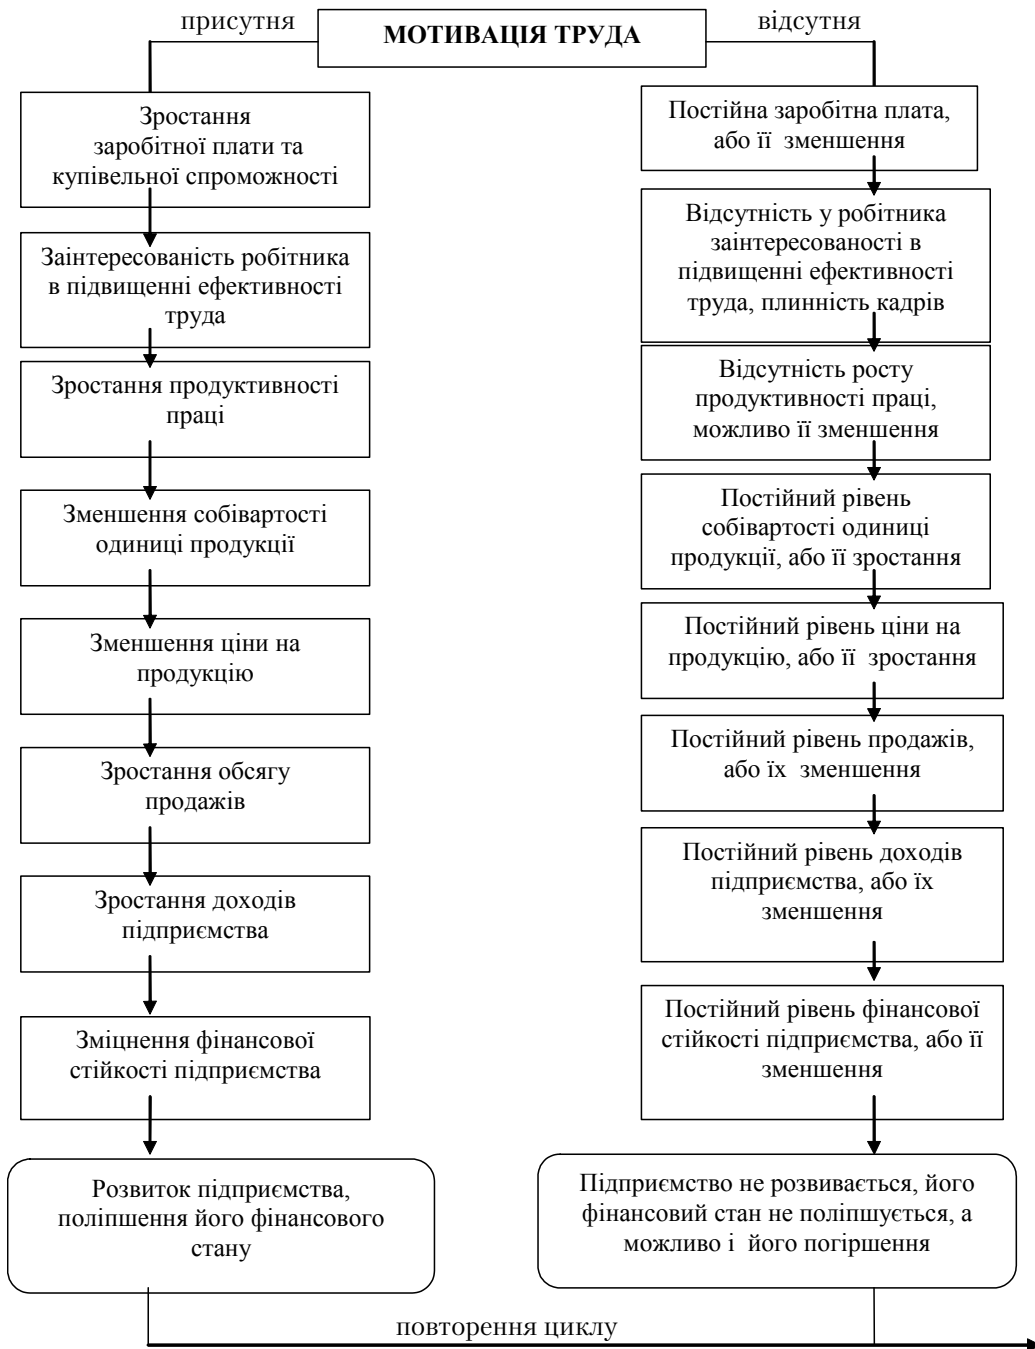 присутня
МОТИВАЦІЯ ТРУДА
відсутня
Зростання
заробітної плати та
купівельної спроможності
Заінтересованість робітника
в підвищенні ефективності
труда
Зростання продуктивності
праці
Зменшення собівартості
одиниці продукції
Зменшення ціни на
продукцію
Зростання обсягу
продажів
Зростання доходів
підприємства
Зміцнення фінансової
стійкості підприємства
Розвиток підприємства,
поліпшення його фінансового
стану
Постійна заробітна плата,
або її зменшення
Відсутність у робітника
заінтересованості в
підвищенні ефективності
труда, плинність кадрів
Відсутність росту
продуктивності праці,
можливо її зменшення
Постійний рівень
собівартості одиниці
продукції, або її зростання
Постійний рівень ціни на
продукцію, або її зростання
Постійний рівень продажів,
або їх зменшення
Постійний рівень доходів
підприємства, або їх
зменшення
Постійний рівень фінансової
стійкості підприємства, або її
зменшення
Підприємство не розвивається, його
фінансовий стан не поліпшується, а
можливо і його погіршення
повторення циклу